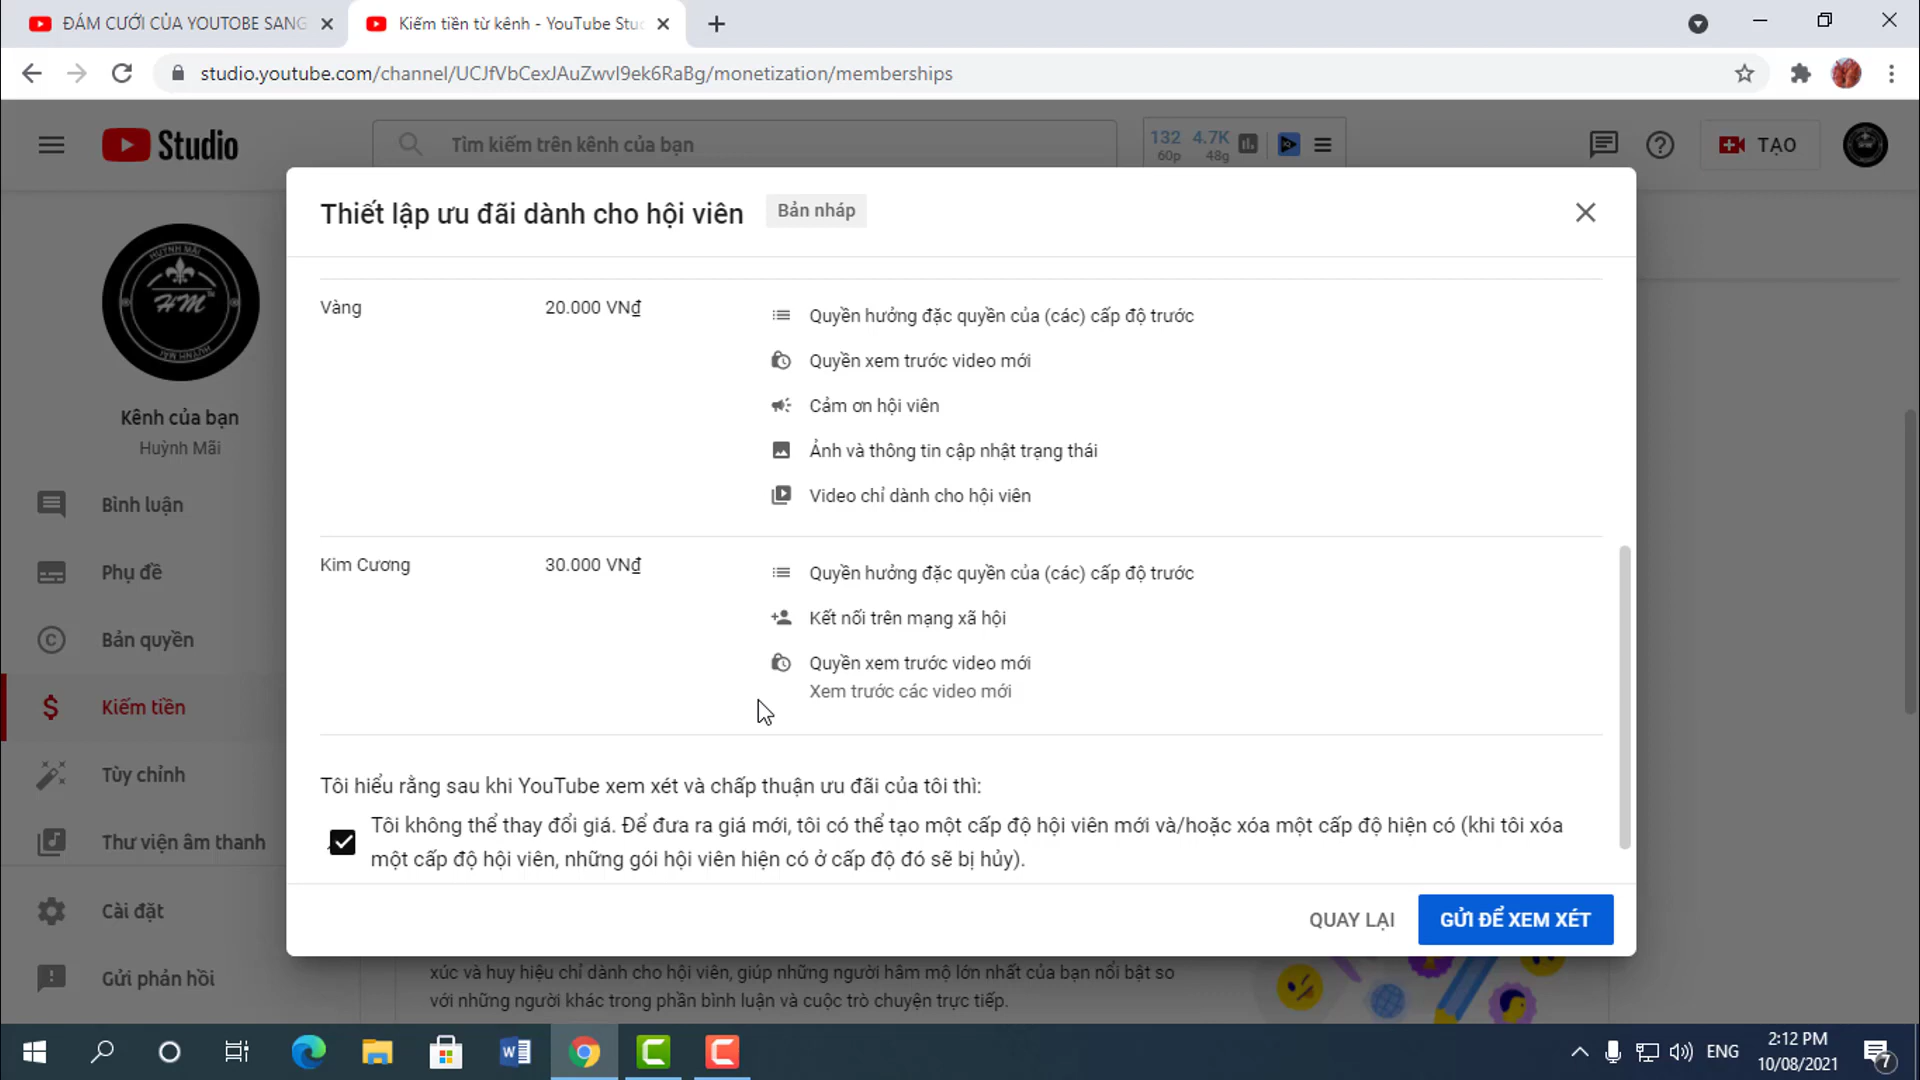 ĐÁM CƯỚI CỦA YOUTOBE SANG
Kiếm tiền từ kênh - YouTube Stu
studio.youtube.com/channel/UCJfVbCexJAuZwvI9ek6RaBg/monetization/memberships
Studio
Tìm kiếm trên kênh của bạn
132 4.7K
60p 48g
TẠO
Thiết lập ưu đãi dành cho hội viên
Bản nháp
Vàng
20.000 VN₫
Quyền hưởng đặc quyền của (các) cấp độ trước
Quyền xem trước video mới
Cảm ơn hội viên
Ảnh và thông tin cập nhật trạng thái
Video chỉ dành cho hội viên
Kim Cương
30.000 VN₫
Quyền hưởng đặc quyền của (các) cấp độ trước
Kết nối trên mạng xã hội
Quyền xem trước video mới
Xem trước các video mới
Tôi hiểu rằng sau khi YouTube xem xét và chấp thuận ưu đãi của tôi thì:
Tôi không thể thay đổi giá. Để đưa ra giá mới, tôi có thể tạo một cấp độ hội viên mới và/hoặc xóa một cấp độ hiện có (khi tôi xóa
một cấp độ hội viên, những gói hội viên hiện có ở cấp độ đó sẽ bị hủy).
QUAY LẠI
GỬI ĐỂ XEM XÉT
HUỲNH MÃI
HM
HUỲNH MÃI
Kênh của bạn
Huỳnh Mãi
Bình luận
Phụ đề
Bản quyền
Kiếm tiền
Tùy chỉnh
Thư viện âm thanh
Cài đặt
Gửi phản hồi
xúc và huy hiệu chỉ dành cho hội viên, giúp những người hâm mộ lớn nhất của bạn nổi bật so
với những người khác trong phần bình luận và cuộc trò chuyện trực tiếp.
ENG
2:12 PM
10/08/2021
7